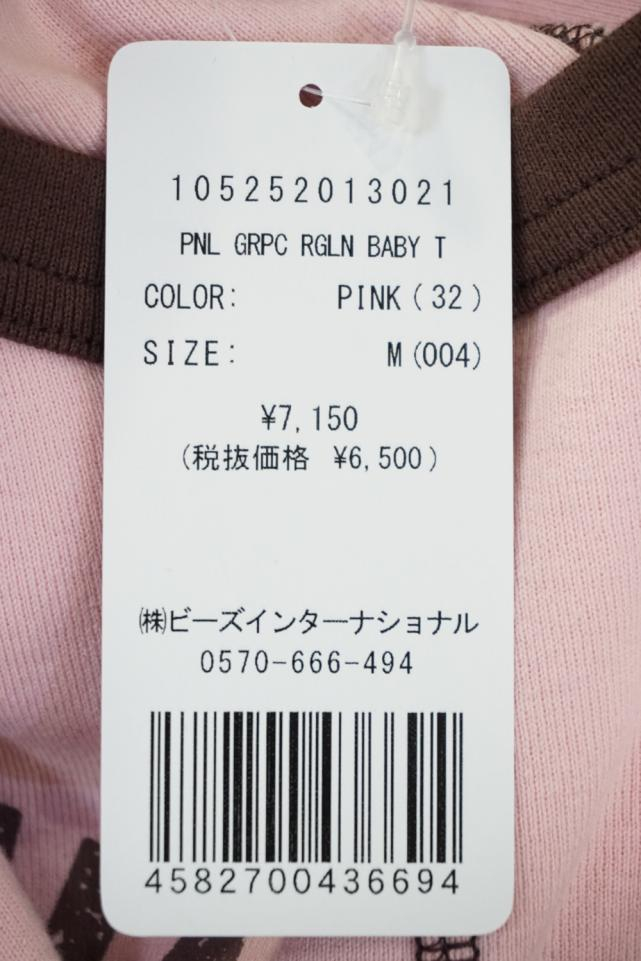 105252013021
PNL GRPC RGLN BABY T
COLOR: PINK(32)
SIZE: M(004)
¥7,150
(税抜価格 ¥6,500)
㈱ビーズインターナショナル
0570-666-494
4582700436694